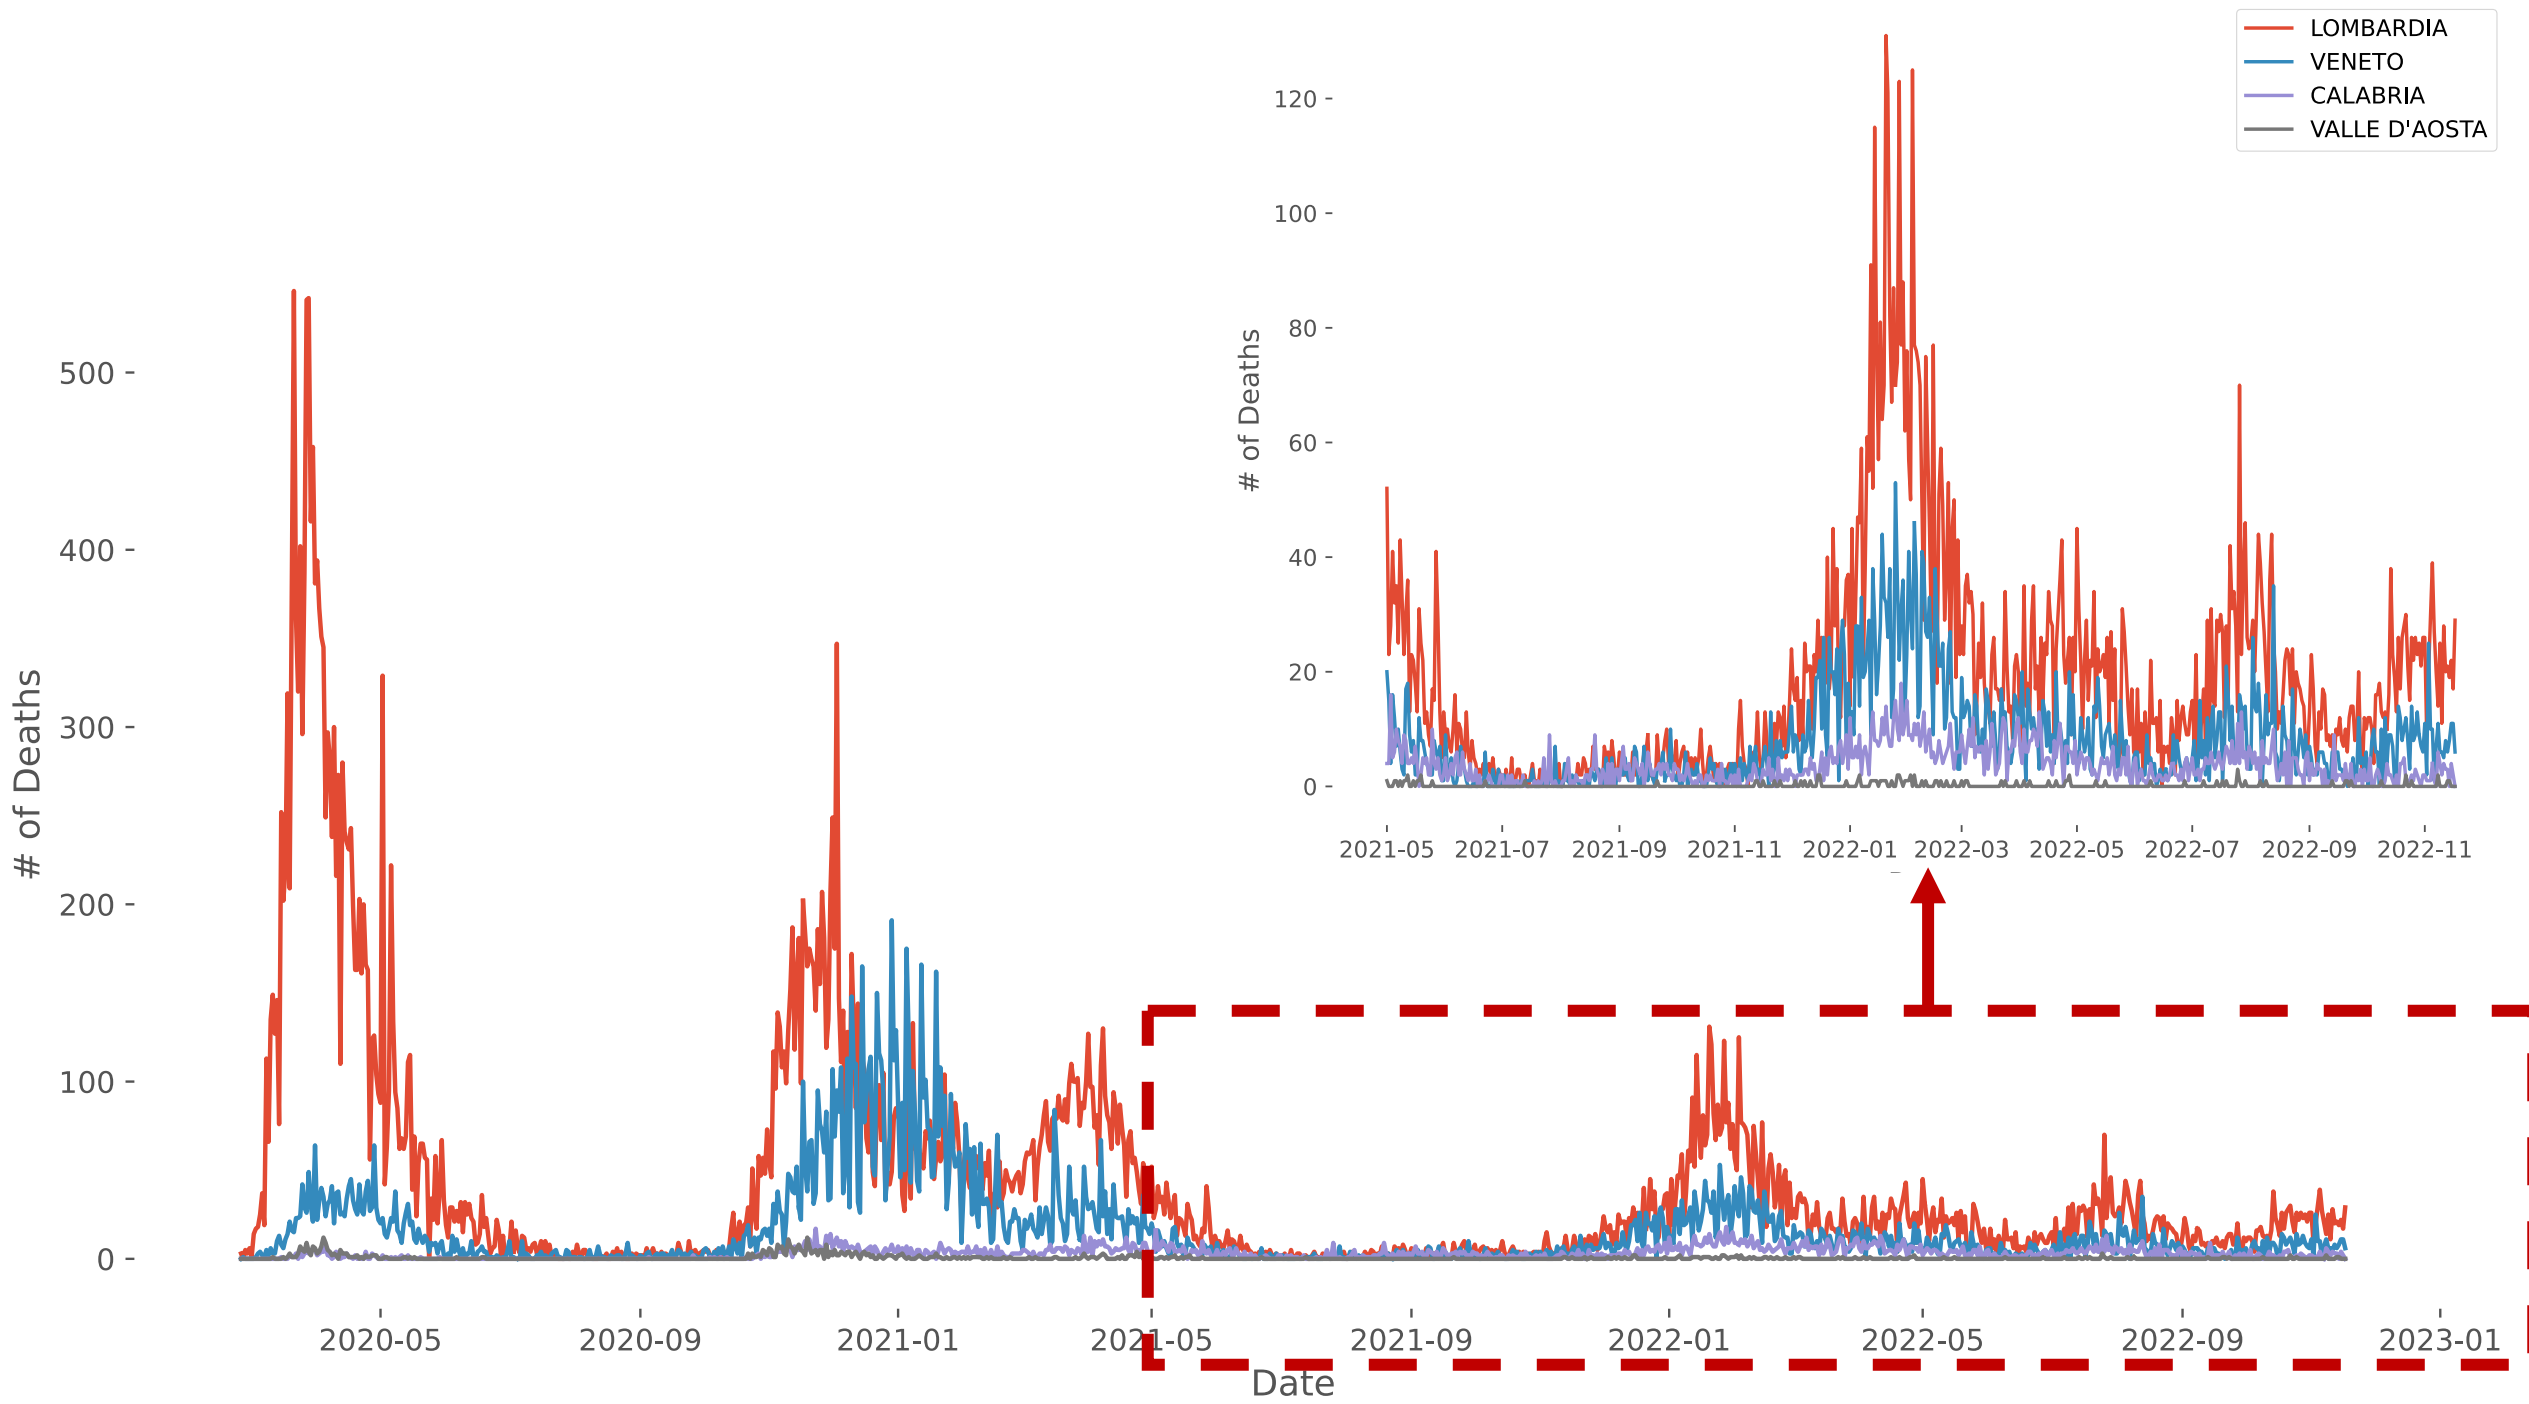 LOMBARDIA
VENETO
CALABRIA
VALLE D'AOSTA
120
100
80
60
40
20
0
# of Deaths
2021-05 2021-07 2021-09 2021-11 2022-01 2022-03 2022-05 2022-07 2022-09 2022-11
500
400
300
200
100
0
# of Deaths
2020-05 2020-09 2021-01 2021-05 2021-09 2022-01 2022-05 2022-09 2023-01
Date